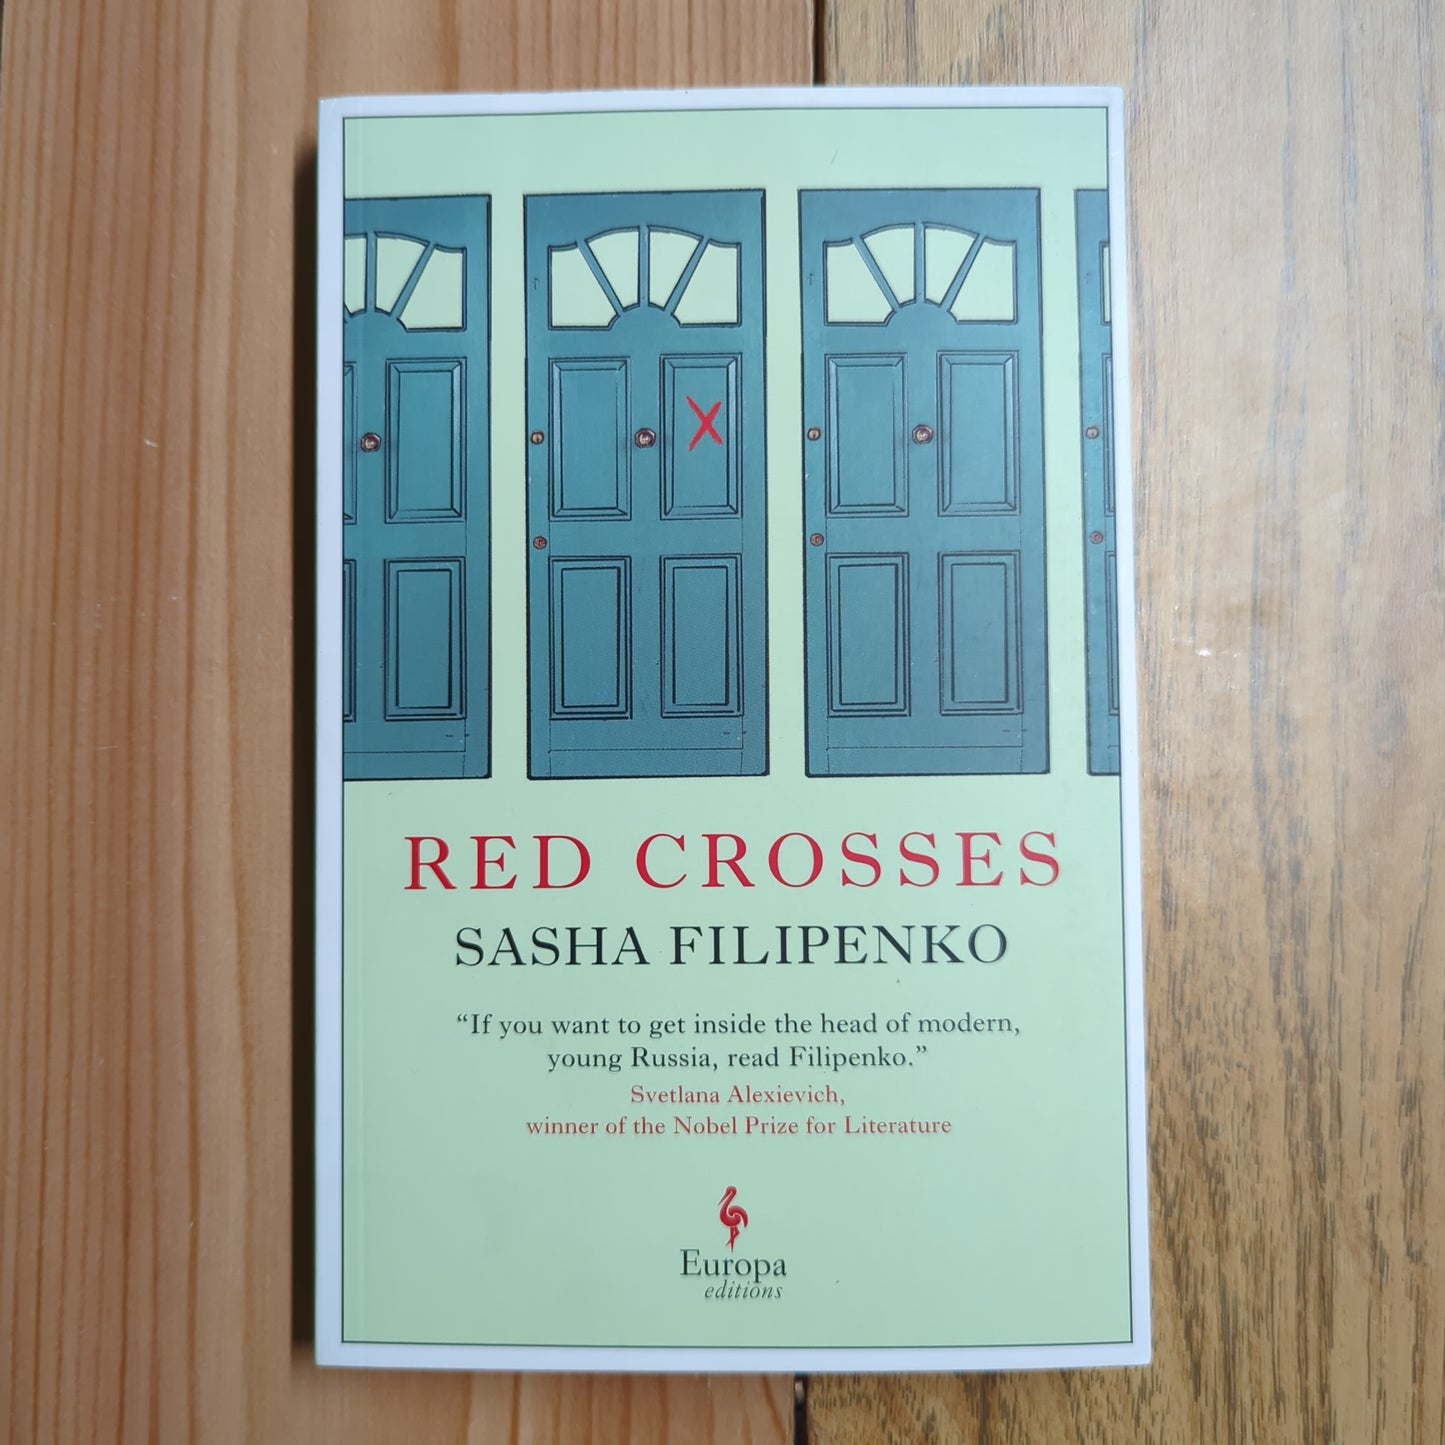 RED CROSSES
SASHA FILIPENKO
“If you want to get inside the head of modern,
young Russia, read Filipenko.”
Svetlana Alexievich,
winner of the Nobel Prize for Literature
Europa
editions